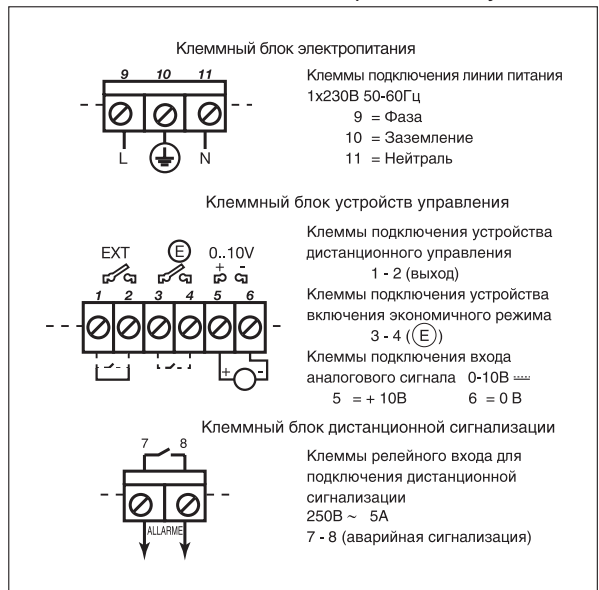 Клеммный блок электропитания
9 10 11
L N
Клеммы подключения линии питания
1x230В 50-60Гц
9 = Фаза
10 = Заземление
11 = Нейтраль
Клеммный блок устройств управления
EXT E 0..10V
+ -
1 2 3 4 5 6
+ -
Клеммы подключения устройства
дистанционного управления
1 - 2 (выход)
Клеммы подключения устройства
включения экономичного режима
3 - 4 (E)
Клеммы подключения входа
аналогового сигнала 0-10В
5 = + 10В 6 = 0 В
Клеммный блок дистанционной сигнализации
7 8
ALLARME
Клеммы релейного входа для
подключения дистанционной
сигнализации
250В ~ 5А
7 - 8 (аварийная сигнализация)